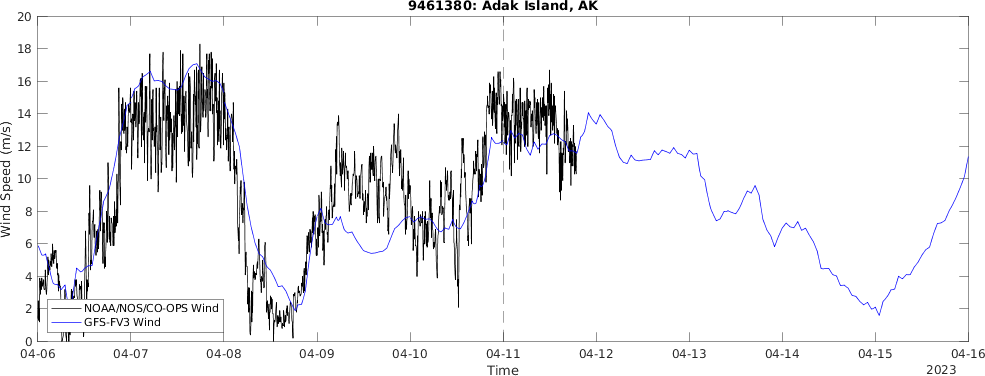 9461380: Adak Island, AK
Wind Speed (m/s)
20
18
16
14
12
10
8
6
4
2
0
NOAA/NOS/CO-OPS Wind
GFS-FV3 Wind
04-06 04-07 04-08 04-09 04-10 04-11 04-12 04-13 04-14 04-15 04-16
Time
2023